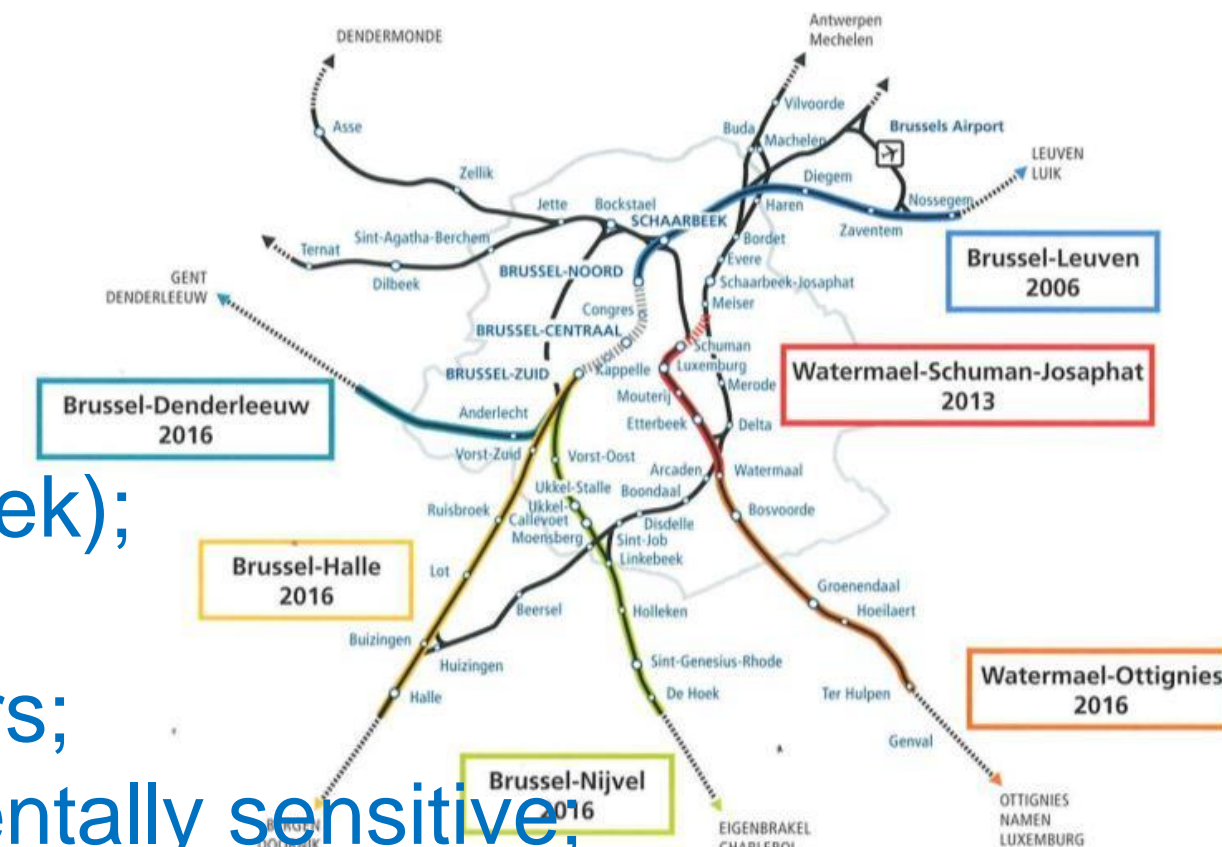 Antwerpen
Mechelen
DENDERMONDE
Vilvoorde
Asse
Buda
Machelen
Brussels Airport
LEUVEN
LUIK
Zellik
Diegem
Jette
Bockstael
Nossegem
SCHAARBEEK
Haren
Zaventem
Sint-Agatha-Berchem
Bordet
Ternat
Evere
Brussel-Leuven
2006
BRUSSEL-NOORD
Dilbeek
Schaarbeek-Josaphat
GENT
DENDERLEEUW
Meiser
Congres
BRUSSEL-CENTRAAL
Schuman
BRUSSEL-ZUID
Kappelle
Luxemburg
Watermael-Schuman-Josaphat
2013
Merode
Mouterij
Brussel-Denderleeuw
2016
Anderlecht
Etterbeek
Delta
Vorst-Zuid
Vorst-Oost
Arcaden
Watermaal
ek);
Ukkel-Stalle
Boondaal
Ruisbroek
Ukkel-
Calievoet
Bosvoorde
Disdelle
Moensberg
Sint-Job
Linkebeek
Brussel-Halle
2016
Lot
Groenendaal
Beersel
Holleken
Hoeilaert
Buizingen
Huizingen
Sint-Genesius-Rhode
Watermael-Ottignies
2016
Halle
De Hoek
Ter Hulpen
rs;
Genval
Brussel-Nijvel
2016
entally sensitive;
OTTIGNIES
NAMEN
LUXEMBURG
EIGENBRAKEL